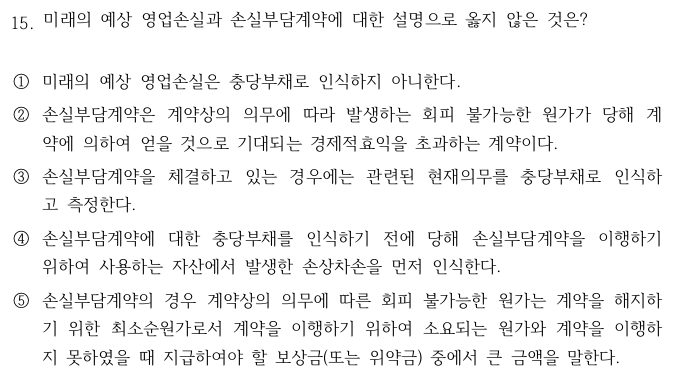 15. 미래의 예상 영업손실과 손실부담계약에 대한 설명으로 옳지 않은 것은?
① 미래의 예상 영업손실은 충당부채로 인식하지 아니한다.
② 손실부담계약은 계약상의 의무에 따라 발생하는 회피 불가능한 원가가 당해 계
약에 의하여 얻을 것으로 기대되는 경제적효익을 초과하는 계약이다.
③ 손실부담계약을 체결하고 있는 경우에는 관련된 현재의무를 충당부채로 인식하
고 측정한다.
④ 손실부담계약에 대한 충당부채를 인식하기 전에 당해 손실부담계약을 이행하기
위하여 사용하는 자산에서 발생한 손상차손을 먼저 인식한다.
⑤ 손실부담계약의 경우 계약상의 의무에 따른 회피 불가능한 원가는 계약을 해지하
기 위한 최소순원가로서 계약을 이행하기 위하여 소요되는 원가와 계약을 이행하
지 못하였을 때 지급하여야 할 보상금(또는 위약금) 중에서 큰 금액을 말한다.